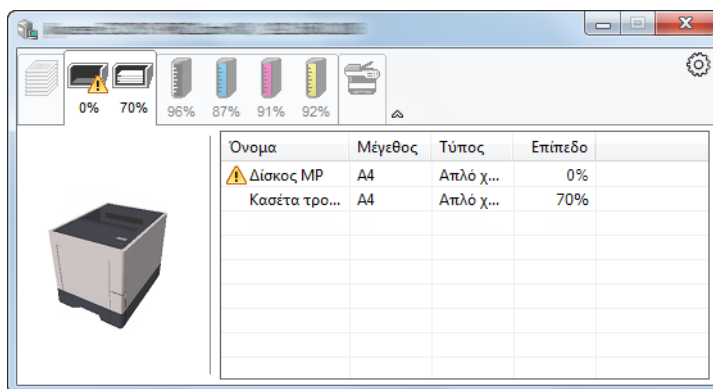 0% 70% 96% 87% 91% 92%
Όνομα Μέγεθος Τύπος Επίπεδο
Δίσκος MP A4 Απλό χ... 0%
Κασέτα τρο... A4 Απλό χ... 70%